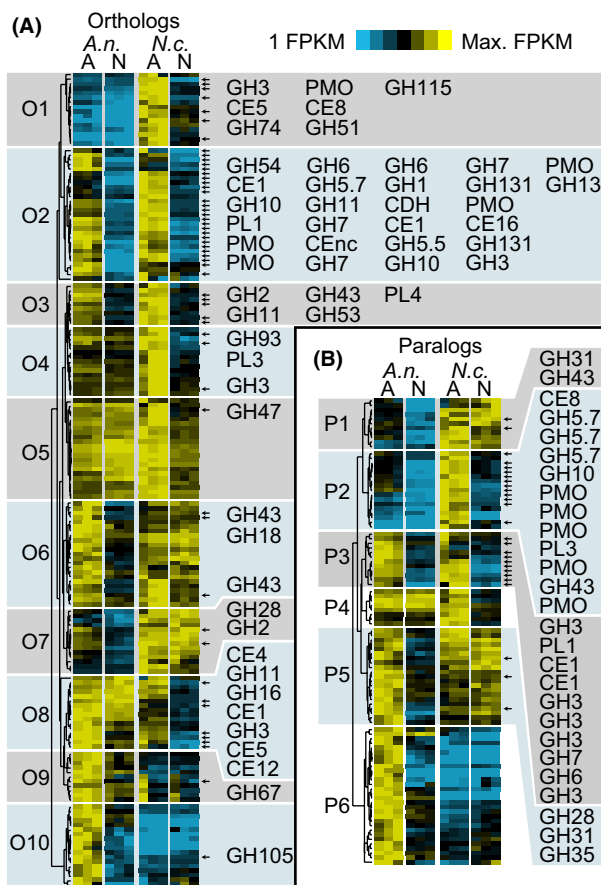 (A)
Orthologs
1 FPKM Max. FPKM
A.n. N.c.
A N A N
O1
GH3 PMO GH115
CE5 CE8
GH74 GH51
O2
GH54 GH6 GH6 GH7 PMO
CE1 GH5.7 GH1 GH131 GH13
GH10 GH11 CDH PMO
PL1 GH7 CE1 CE16
PMO CEnc GH5.5 GH131
PMO GH7 GH10 GH3
O3
GH2 GH43 PL4
GH11 GH53
O4
GH93
PL3
GH3
O5
GH47
O6
GH43
GH18
GH43
O7
GH28
GH2
O8
CE4
GH11
GH16
CE1
GH3
CE5
CE12
O9
GH67
O10
GH105
(B)
Paralogs
A.n. N.c.
A N A N
P1
GH31
GH43
P2
CE8
GH5.7
GH5.7
GH5.7
GH10
PMO
PMO
PMO
PL3
PMO
GH43
PMO
P3
GH3
PL1
CE1
CE1
GH3
GH3
GH3
GH7
GH6
GH3
P4
P5
GH28
GH31
GH35
P6